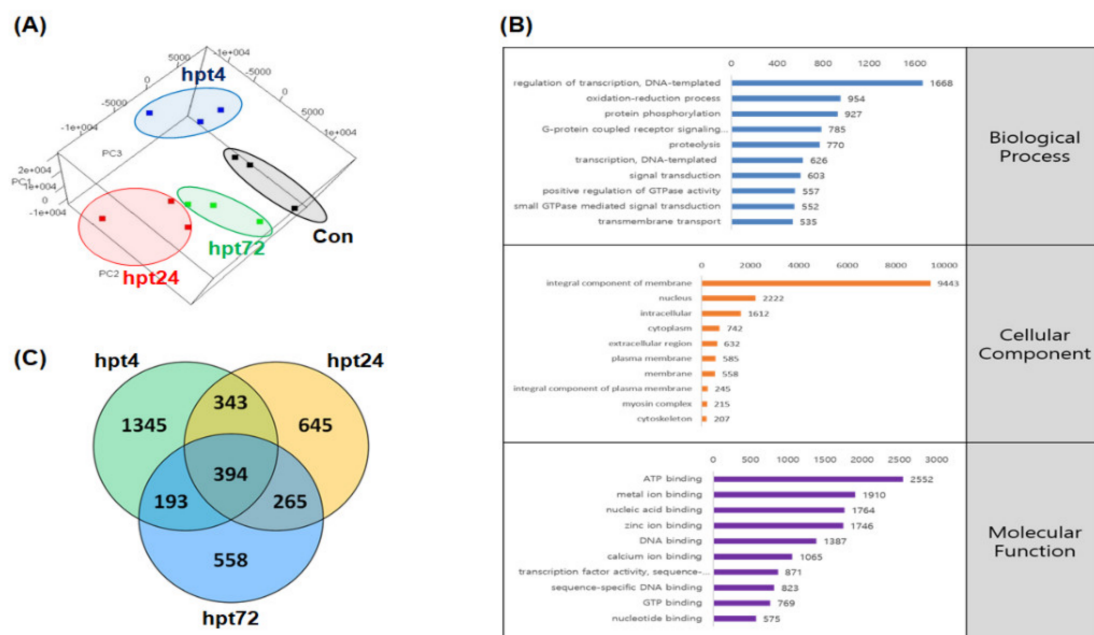 (A)
-1e+004
-5000
0
5000
1e+004
5000
0
-5000
-1e+004
hpt4
PC3
2e+004
PC1
1e+004
0
-1e+004
Con
hpt72
hpt24
PC2
(B)
0 400 800 1200 1600
regulation of transcription, DNA-templated 1668
oxidation-reduction process 954
protein phosphorylation 927
G-protein coupled receptor signaling... 785
proteolysis 770
transcription, DNA-templated 626
signal transduction 603
positive regulation of GTPase activity 557
small GTPase mediated signal transduction 552
transmembrane transport 535
Biological
Process
0 2000 4000 6000 8000 10000
integral component of membrane 9443
nucleus 2222
intracellular 1612
cytoplasm 742
extracellular region 632
plasma membrane 585
membrane 558
integral component of plasma membrane 245
myosin complex 215
cytoskeleton 207
Cellular
Component
0 500 1000 1500 2000 2500 3000
ATP binding 2552
metal ion binding 1910
nucleic acid binding 1764
zinc ion binding 1746
DNA binding 1387
calcium ion binding 1065
transcription factor activity, sequence-... 871
sequence-specific DNA binding 823
GTP binding 769
nucleotide binding 575
Molecular
Function
(C)
hpt4
hpt24
343
1345
645
394
193
265
558
hpt72